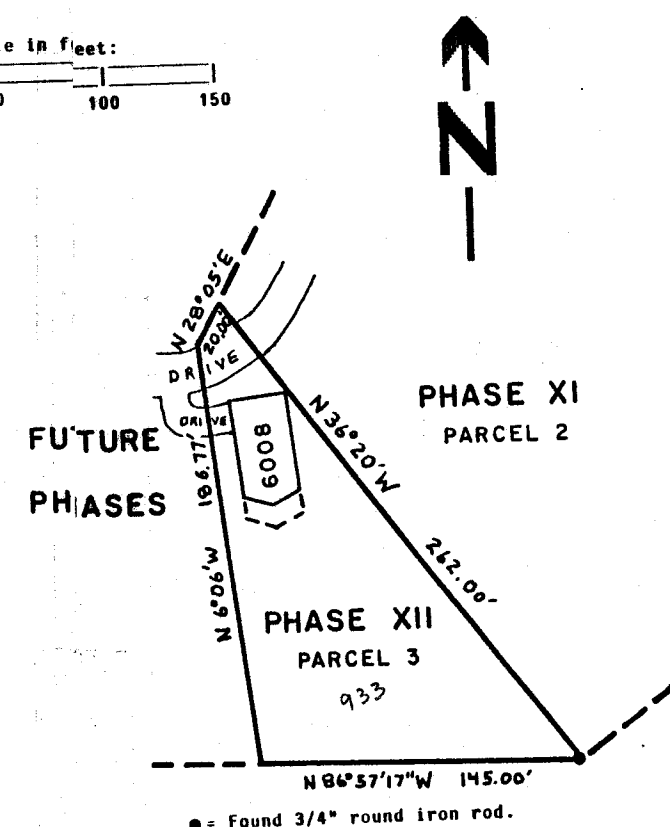 e in feet:
0 100 150
N
N 28°05'E
20.00'
DRIVE
DRIVE
N 36°20'W
PHASE XI
PARCEL 2
FUTURE
PHASES
186.77'
6008
262.00'
N 6°06'W
PHASE XII
PARCEL 3
933
N 86°57'17"W 145.00'
● = Found 3/4" round iron rod.